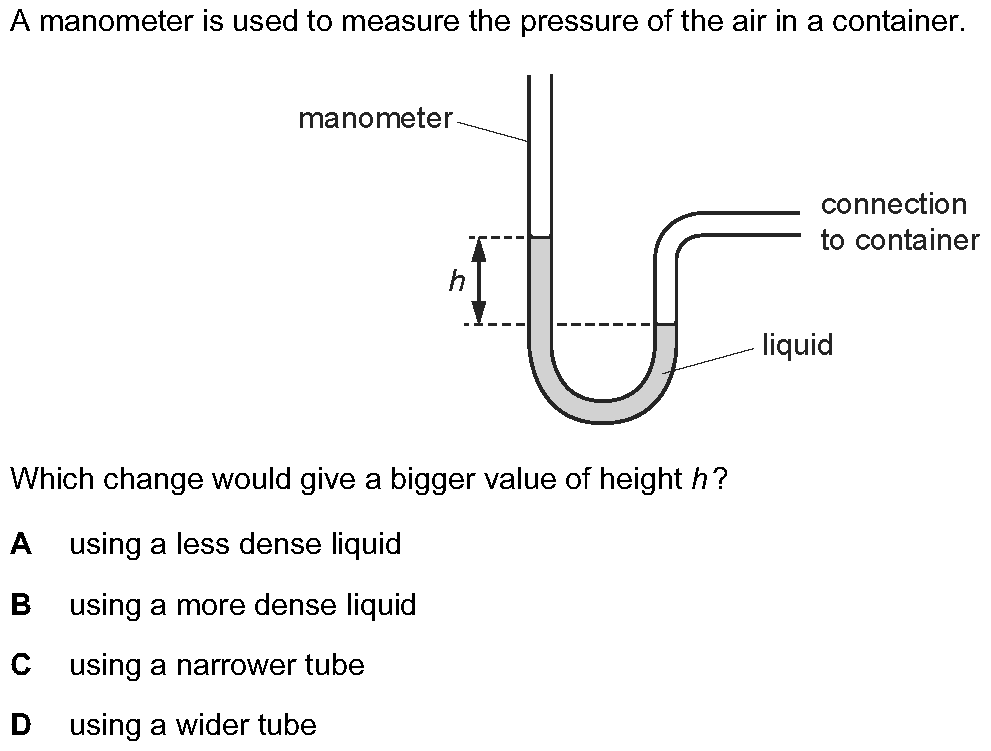 A manometer is used to measure the pressure of the air in a container.
manometer
connection
to container
h
liquid
Which change would give a bigger value of height h?
A using a less dense liquid
B using a more dense liquid
C using a narrower tube
D using a wider tube